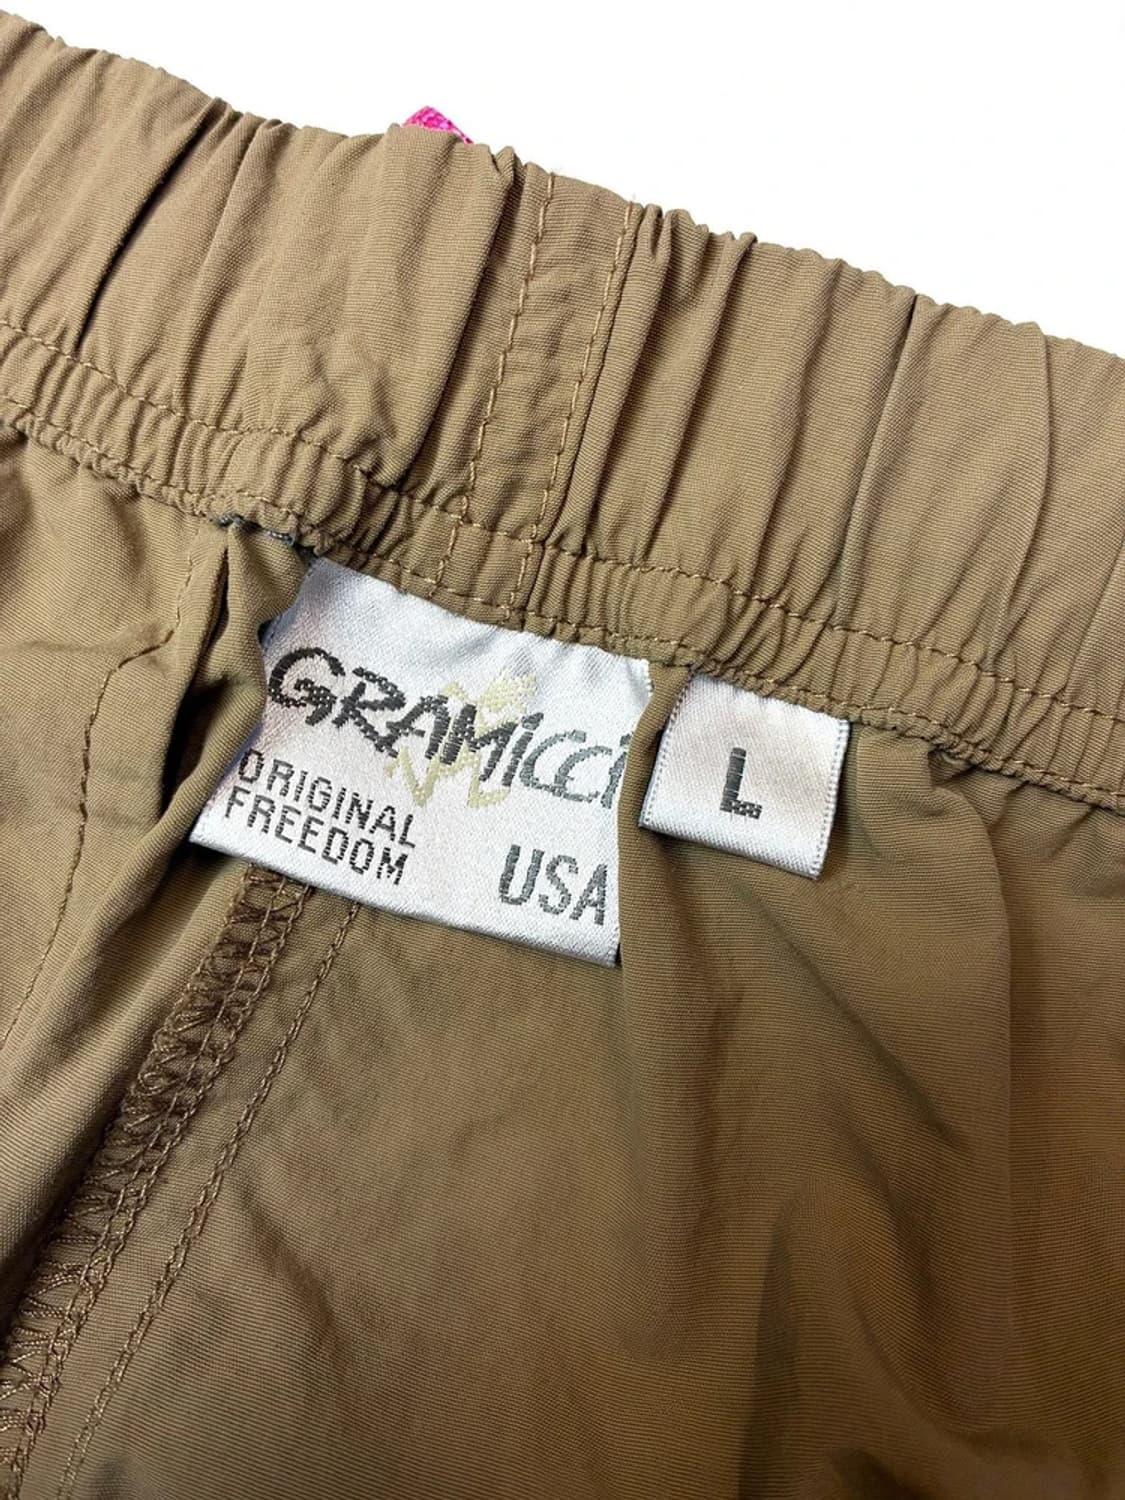 GRAMicci
ORIGINAL
FREEDOM
USA
L